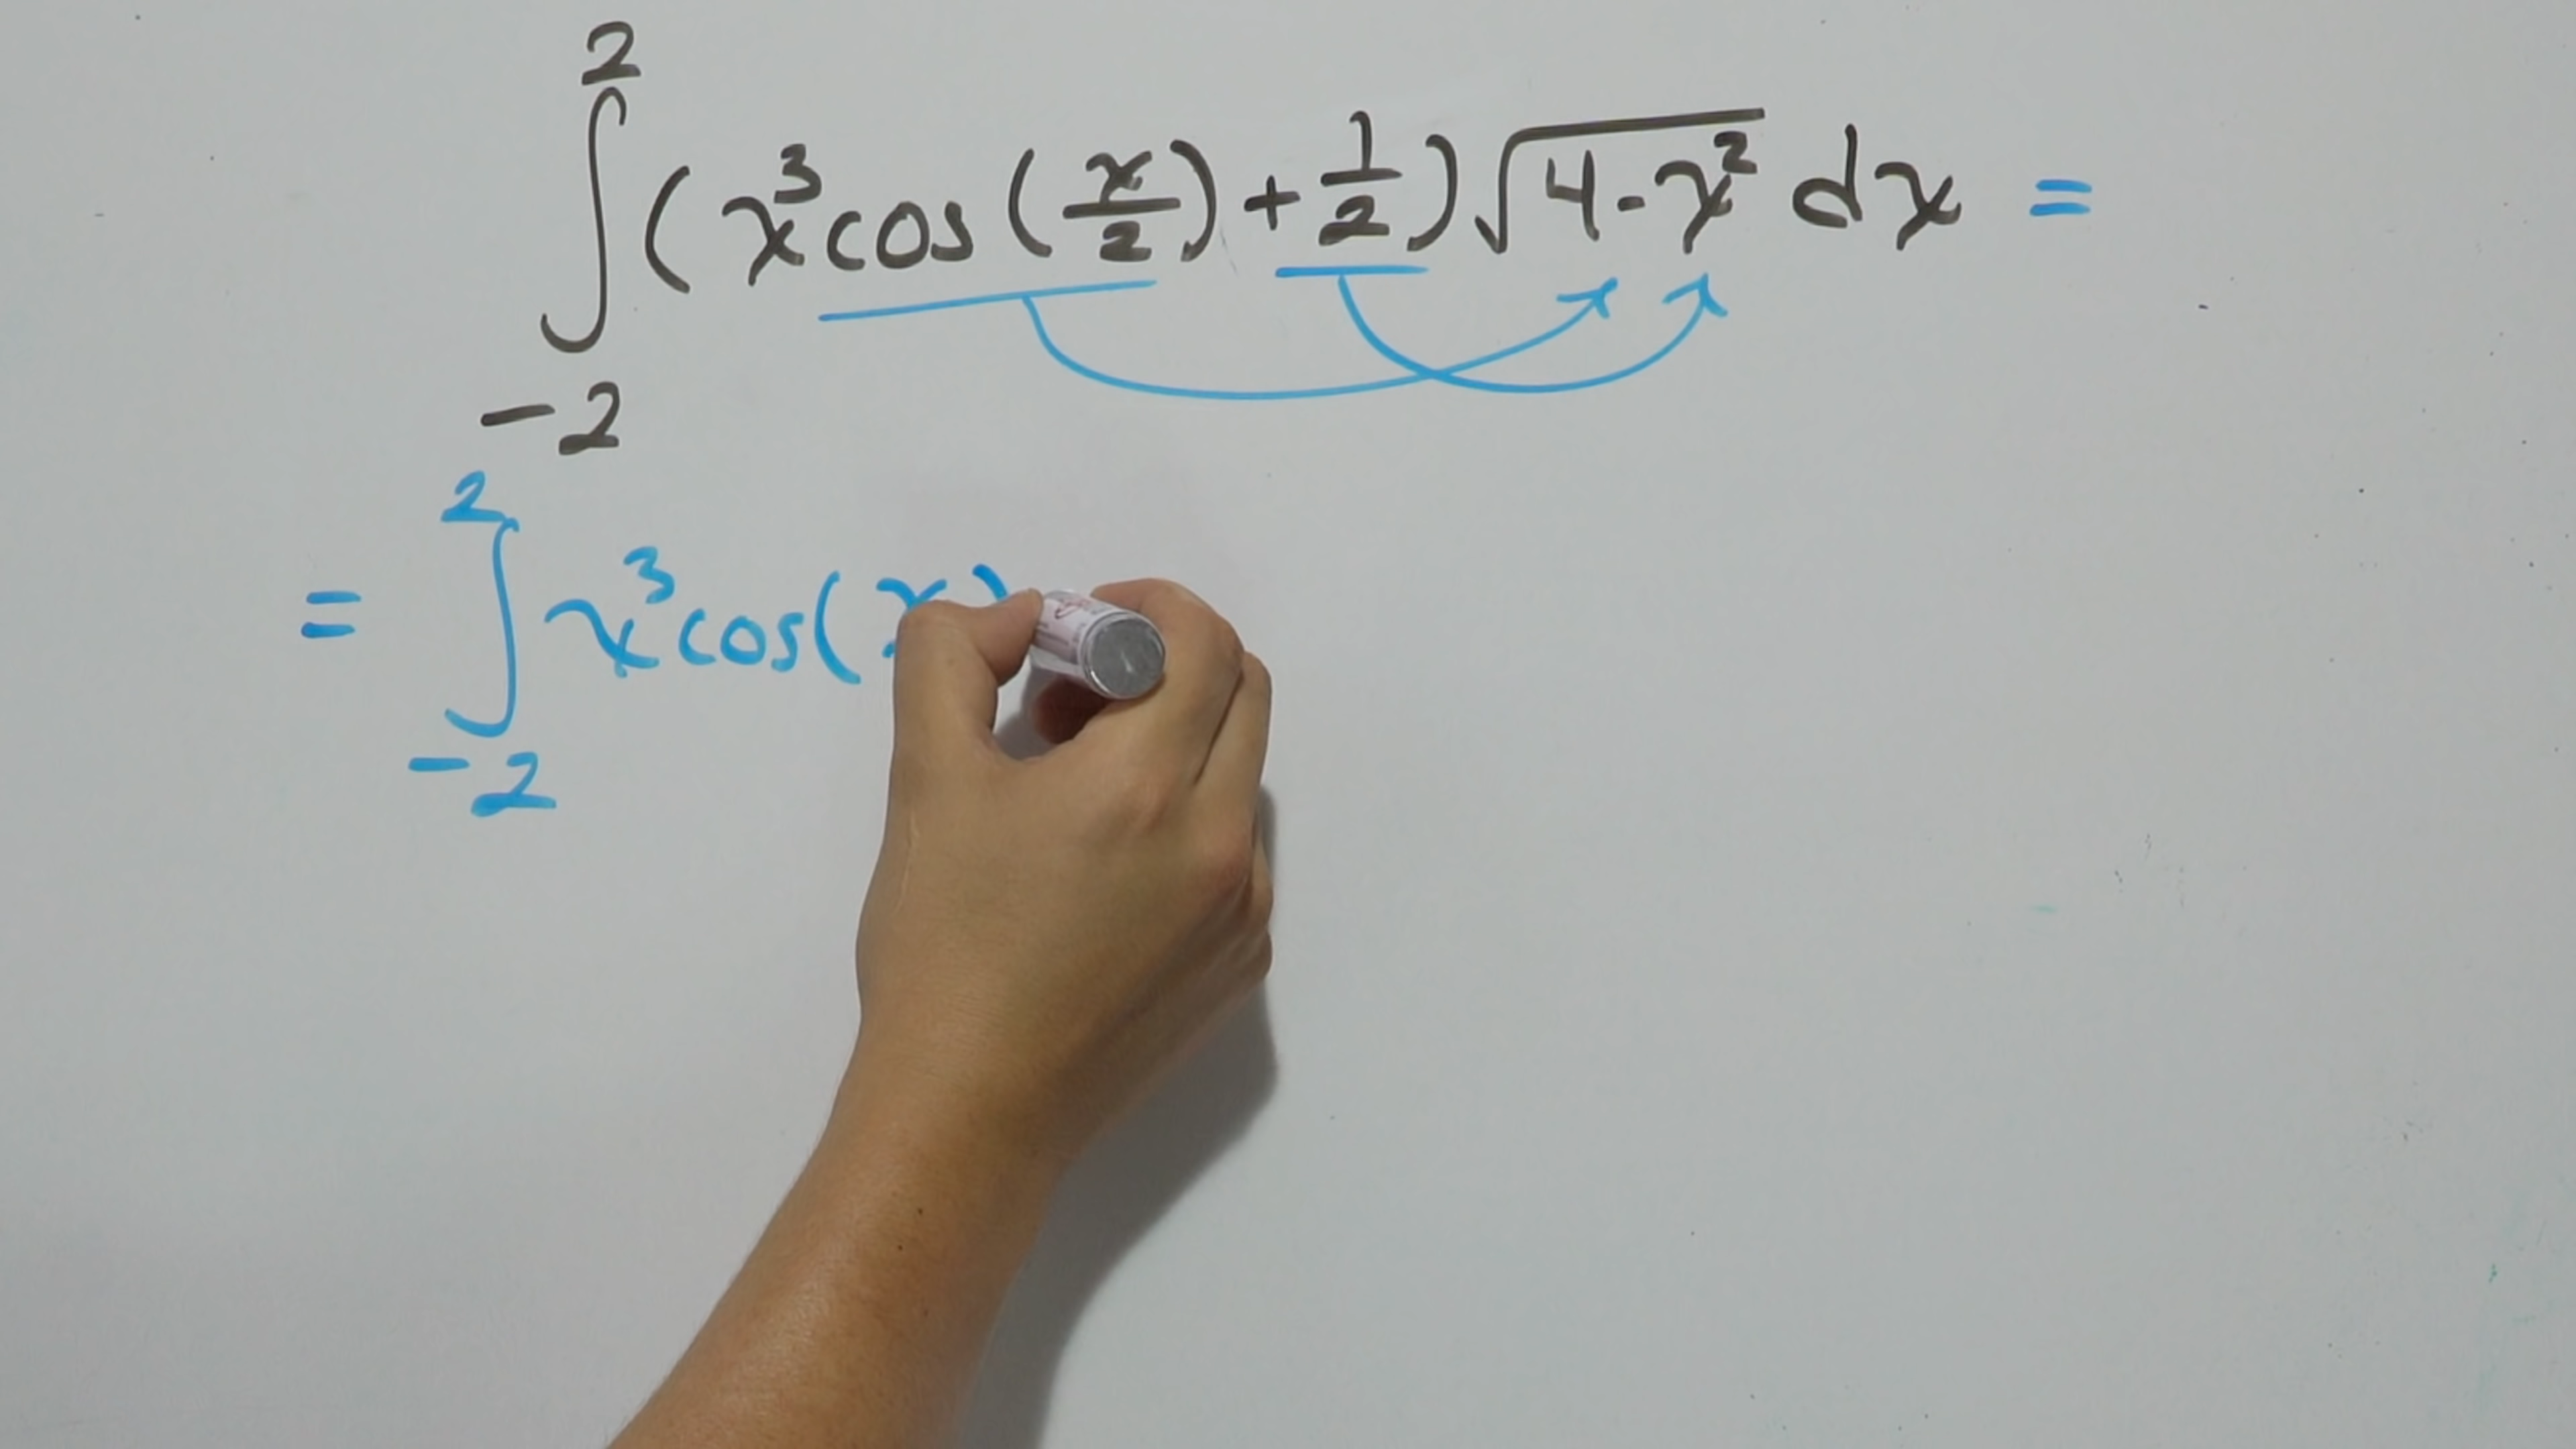 ∫_{-2}^{2} (x³cos(x/2) + 1/2)√(4-x²) dx =
= ∫_{-2}^{2} x³cos(x